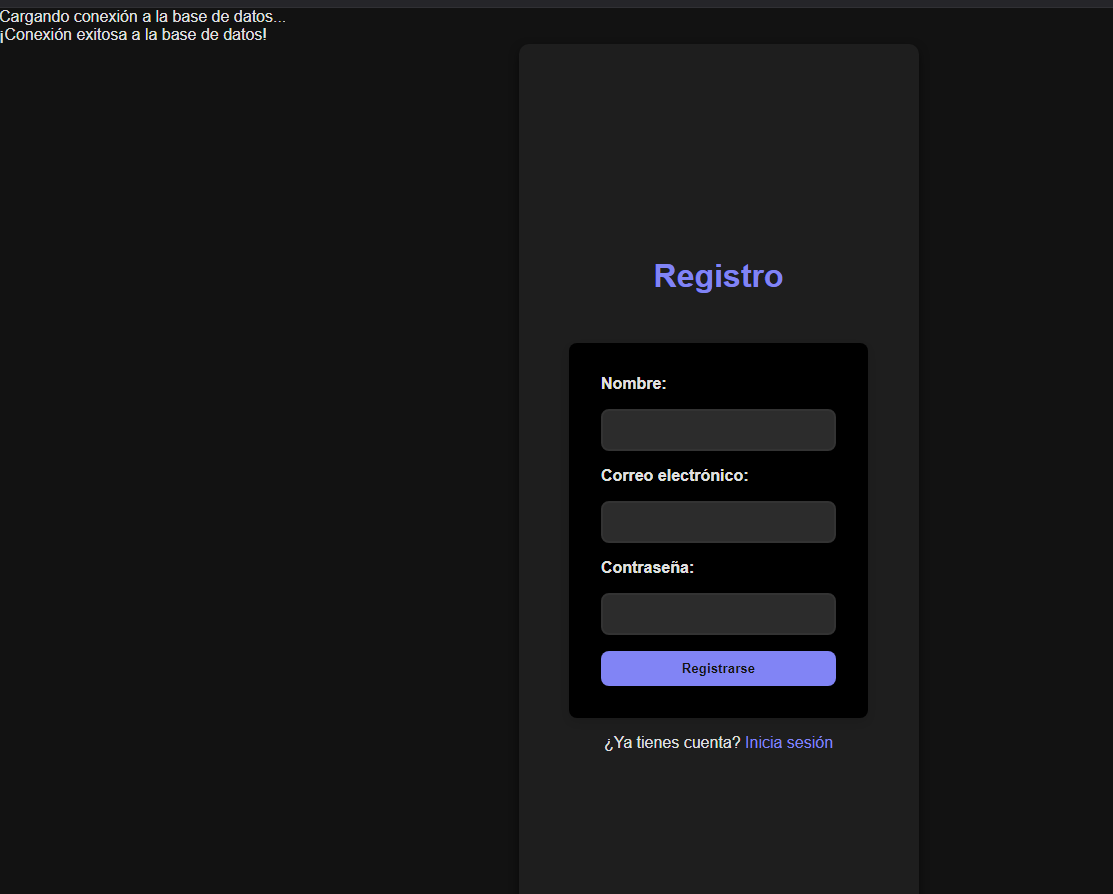 Cargando conexión a la base de datos...
¡Conexión exitosa a la base de datos!
Registro
Nombre:
Correo electrónico:
Contraseña:
Registrarse
¿Ya tienes cuenta? Inicia sesión